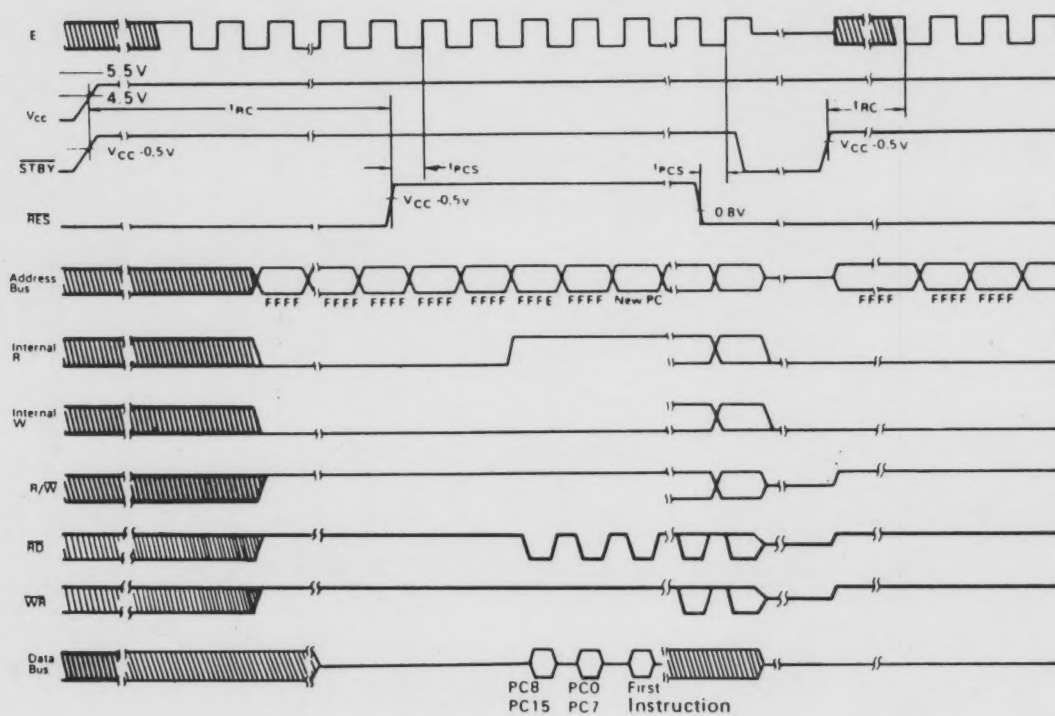 E
5.5V
4.5V
VCC
tRC
tRC
VCC -0.5V
STBY
tPCS
tPCS
VCC -0.5V
VCC -0.5V
0.8V
RES
Address
Bus
FFFF FFFF FFFF FFFF FFFF FFFE FFFF New PC FFFF FFFF FFFF
Internal
R
Internal
W
R/W
RD
WR
Data
Bus
PC8 PC0 First
PC15 PC7 Instruction